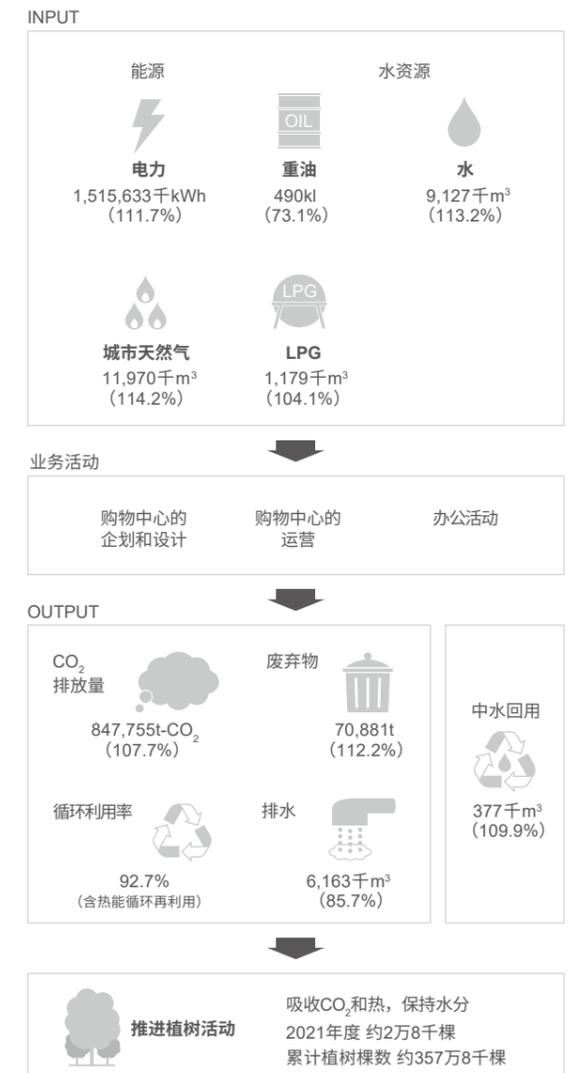 INPUT
能源
水资源
OIL
电力
重油
水
1,515,633千kWh
490kl
9,127千m³
（111.7%）
（73.1%）
（113.2%）
LPG
城市天然气
LPG
11,970千m³
1,179千m³
（114.2%）
（104.1%）
业务活动
购物中心的
企划和设计
购物中心的
运营
办公活动
OUTPUT
CO₂
排放量
847,755t-CO₂
（107.7%）
废弃物
70,881t
（112.2%）
循环利用率
92.7%
（含热能循环再利用）
排水
6,163千m³
（85.7%）
中水回用
377千m³
（109.9%）
推进植树活动
吸收CO₂和热，保持水分
2021年度 约2万8千棵
累计植树棵数 约357万8千棵